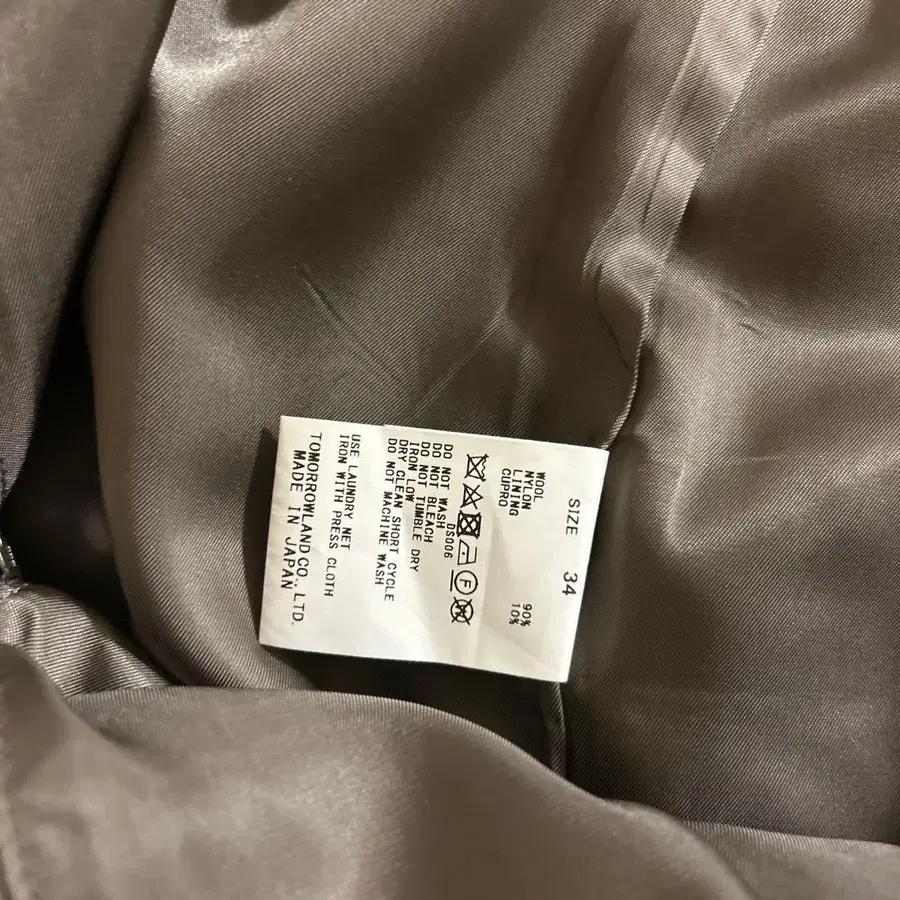 SIZE 34
WOOL 90%
NYLON 10%
LINING
CUPRO
DS006
DO NOT WASH
DO NOT BLEACH
DO NOT TUMBLE DRY
IRON LOW
DRY CLEAN SHORT CYCLE
DO NOT MACHINE WASH
USE LAUNDRY NET
IRON WITH PRESS CLOTH
TOMORROWLAND CO., LTD.
MADE IN JAPAN